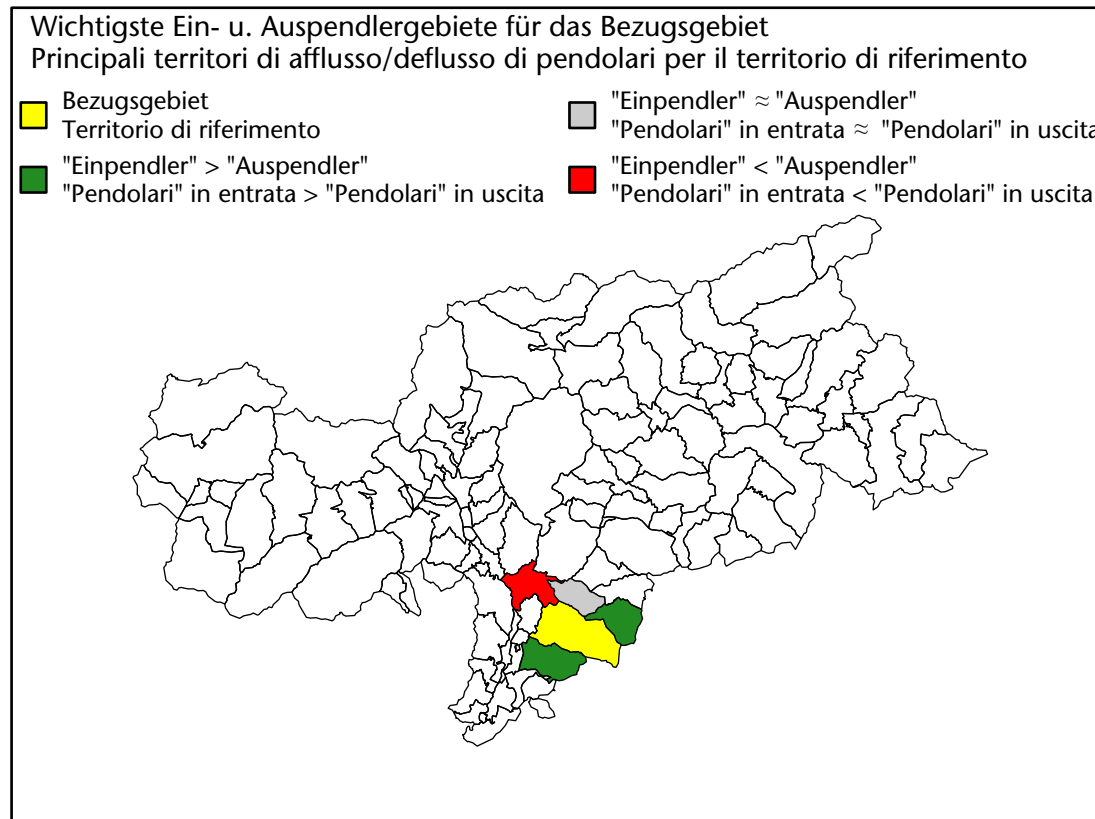 Wichtigste Ein- u. Auspendlergebiete für das Bezugsgebiet
Principali territori di afflusso/deflusso di pendolari per il territorio di riferimento
Bezugsgebiet
Territorio di riferimento
"Einpendler" > "Auspendler"
"Pendolari" in entrata > "Pendolari" in uscita
"Einpendler" ≈ "Auspendler"
"Pendolari" in entrata ≈ "Pendolari" in uscita
"Einpendler" < "Auspendler"
"Pendolari" in entrata < "Pendolari" in uscita